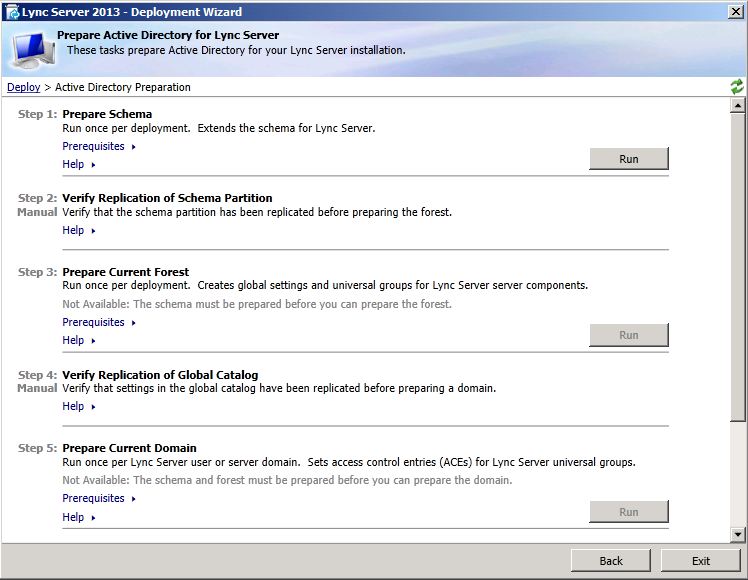 Lync Server 2013 - Deployment Wizard
Prepare Active Directory for Lync Server
These tasks prepare Active Directory for your Lync Server installation.
Deploy > Active Directory Preparation
Step 1: Prepare Schema
Run once per deployment. Extends the schema for Lync Server.
Prerequisites
Help
Run
Step 2: Verify Replication of Schema Partition
Manual Verify that the schema partition has been replicated before preparing the forest.
Help
Step 3: Prepare Current Forest
Run once per deployment. Creates global settings and universal groups for Lync Server server components.
Not Available: The schema must be prepared before you can prepare the forest.
Prerequisites
Help
Run
Step 4: Verify Replication of Global Catalog
Manual Verify that settings in the global catalog have been replicated before preparing a domain.
Help
Step 5: Prepare Current Domain
Run once per Lync Server user or server domain. Sets access control entries (ACEs) for Lync Server universal groups.
Not Available: The schema and forest must be prepared before you can prepare the domain.
Prerequisites
Help
Run
Back Exit